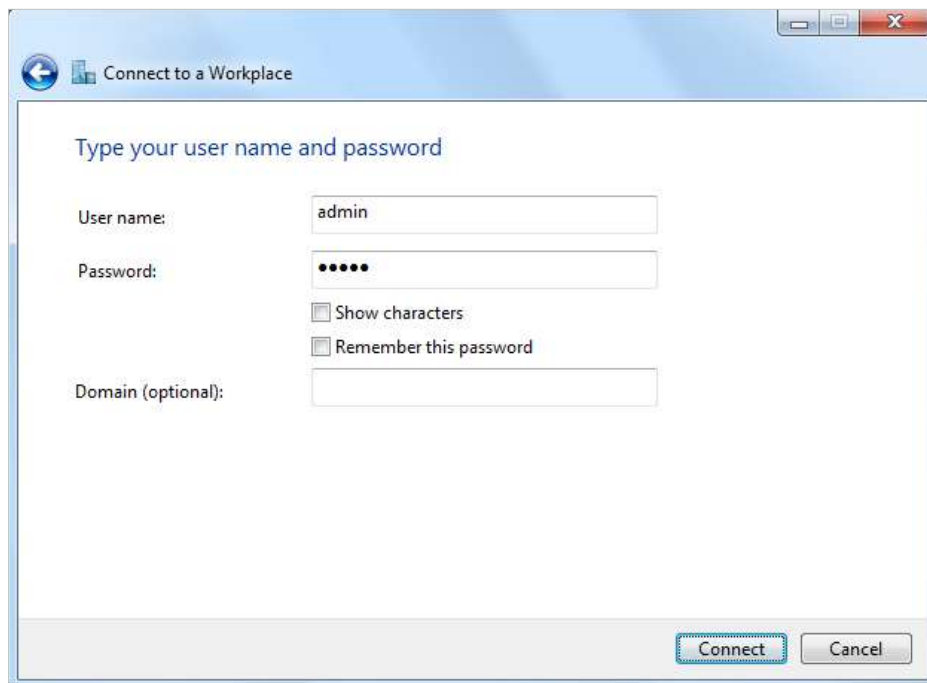 Connect to a Workplace
Type your user name and password
User name:
admin
Password:
•••••
Show characters
Remember this password
Domain (optional):
Connect
Cancel